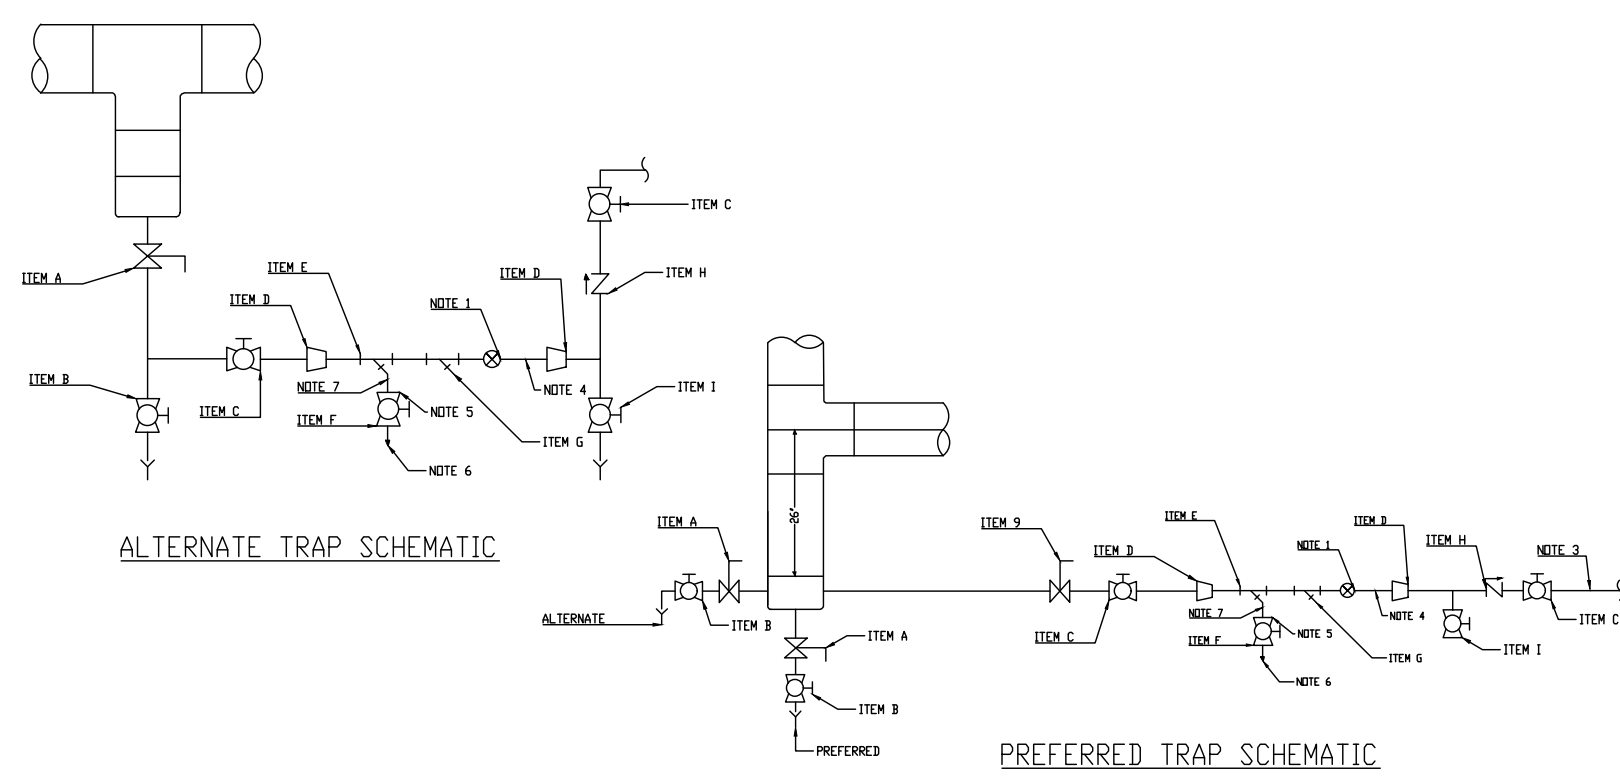 ITEM C
ITEM A
ITEM E
ITEM D
ITEM D
NOTE 1
ITEM H
ITEM B
ITEM C
NOTE 7
ITEM F
NOTE 5
NOTE 4
ITEM I
ITEM G
NOTE 6
ALTERNATE TRAP SCHEMATIC
26"
ITEM A
ITEM 9
ITEM D
ITEM E
NOTE 1
ITEM D
ITEM H
NOTE 3
ALTERNATE
ITEM B
ITEM A
ITEM C
NOTE 7
ITEM F
NOTE 5
NOTE 4
ITEM C
ITEM I
ITEM G
NOTE 6
ITEM B
PREFERRED
PREFERRED TRAP SCHEMATIC